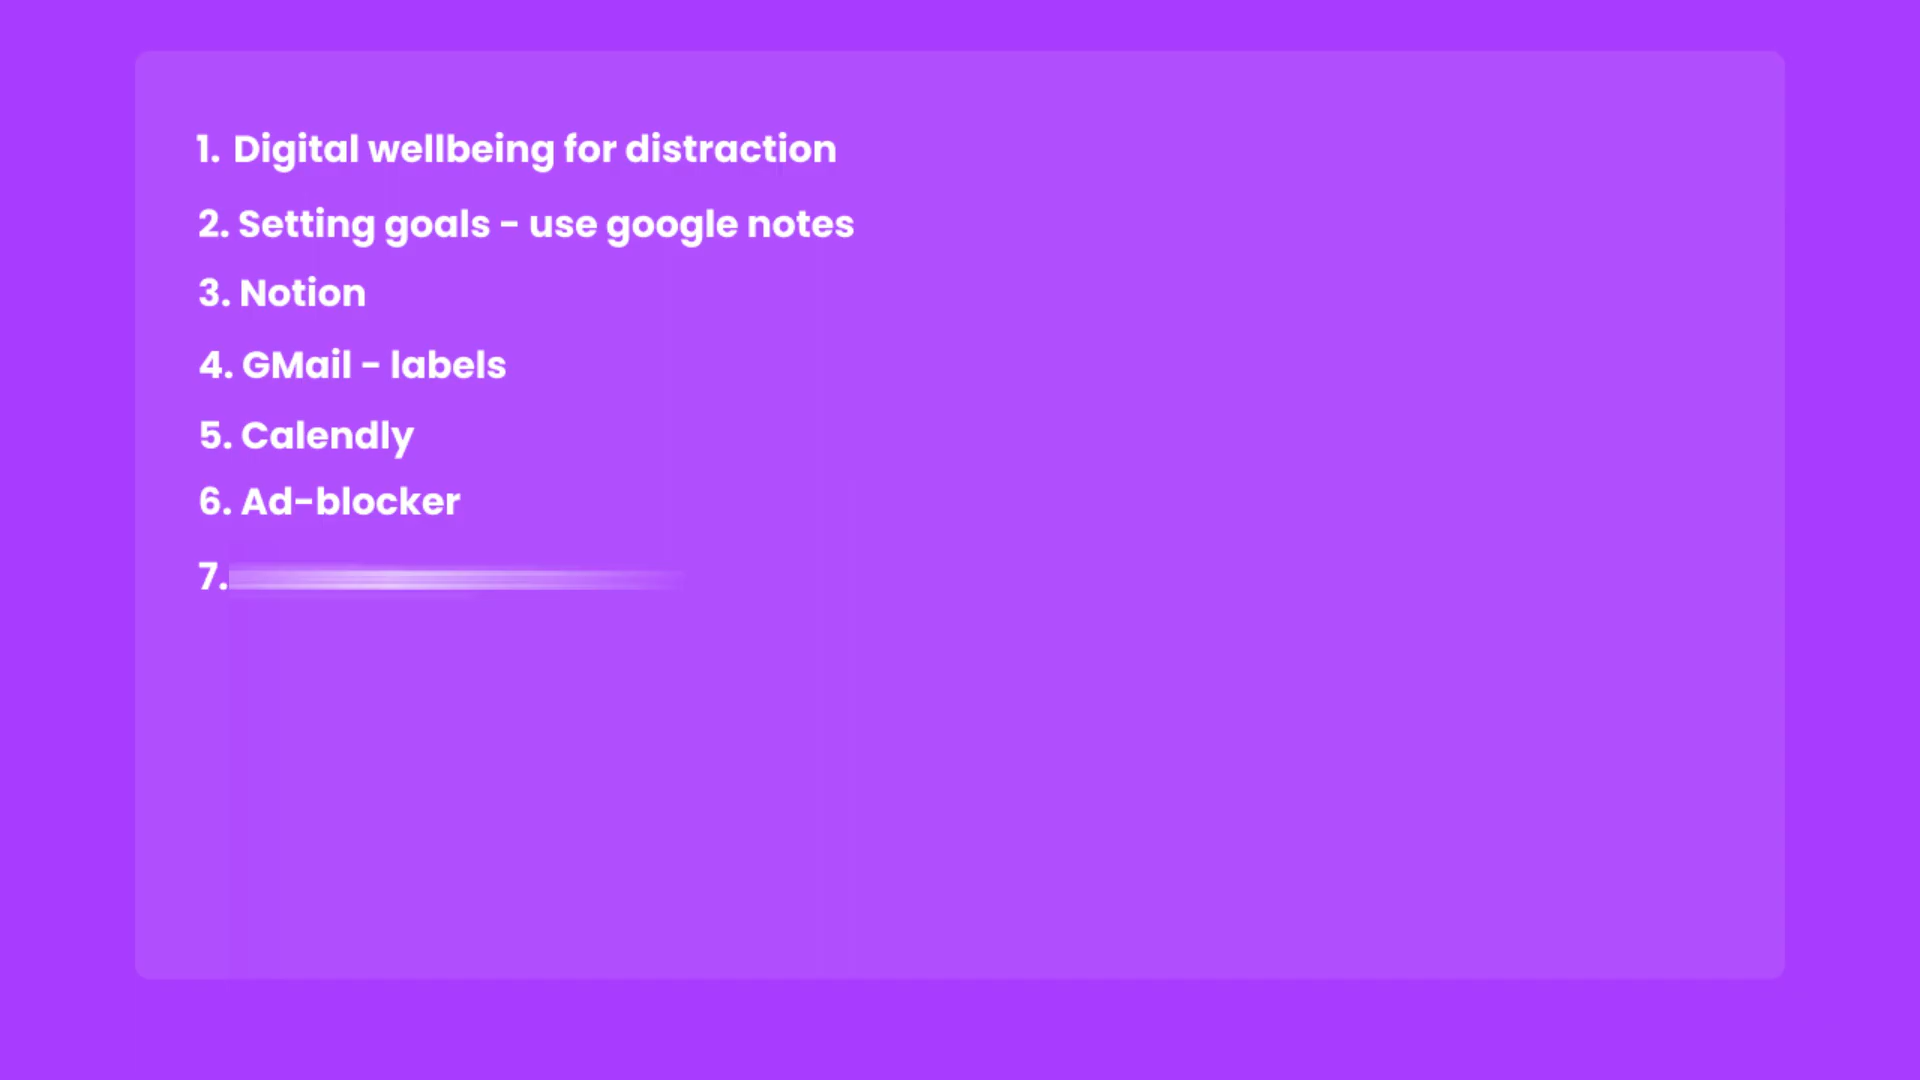 1. Digital wellbeing for distraction
2. Setting goals - use google notes
3. Notion
4. GMail - labels
5. Calendly
6. Ad-blocker
7.